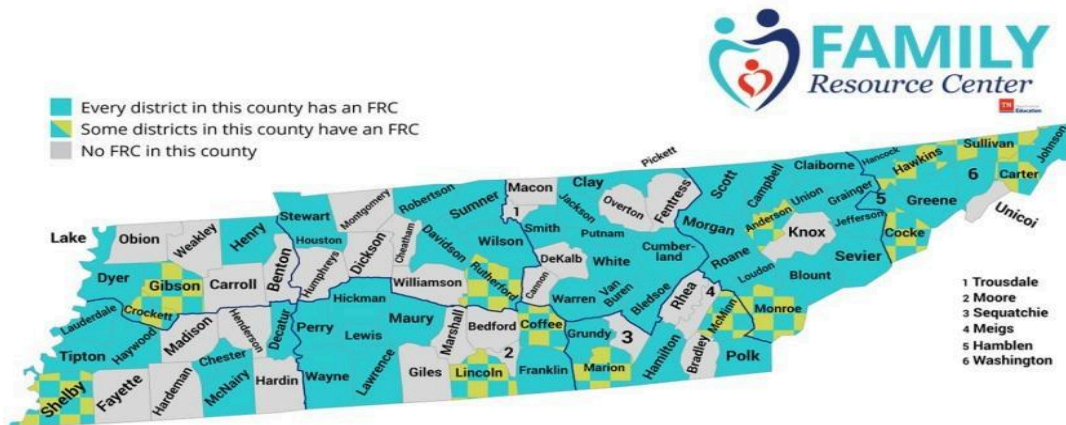 FAMILY
Resource Center
TN
Education
Every district in this county has an FRC
Some districts in this county have an FRC
No FRC in this county
Pickett
Lake
Obion
Weakley
Henry
Stewart
Houston
Montgomery
Robertson
Sumner
Macon
1
Clay
Jackson
Overton
Fentress
Scott
Campbell
Claiborne
Union
Grainger
Hancock
Hawkins
Sullivan
Johnson
Carter
6
5
Greene
Unicoi
Dyer
Gibson
Crockett
Carroll
Benton
Humphreys
Dickson
Cheatham
Davidson
Wilson
Smith
Putnam
Cumber-
land
Morgan
Anderson
Knox
Jefferson
Cocke
Sevier
Williamson
Rutherford
Cannon
DeKalb
White
Van
Buren
Warren
Bledsoe
Rhea
4
Roane
Loudon
Blount
Monroe
McMinn
Lauderdale
Haywood
Madison
Henderson
Decatur
Perry
Hickman
Lewis
Maury
Marshall
Bedford
2
Coffee
Grundy
3
Hamilton
Bradley
Polk
Tipton
Shelby
Fayette
Hardeman
Chester
McNairy
Hardin
Wayne
Lawrence
Giles
Lincoln
Franklin
Marion
1 Trousdale
2 Moore
3 Sequatchie
4 Meigs
5 Hamblen
6 Washington